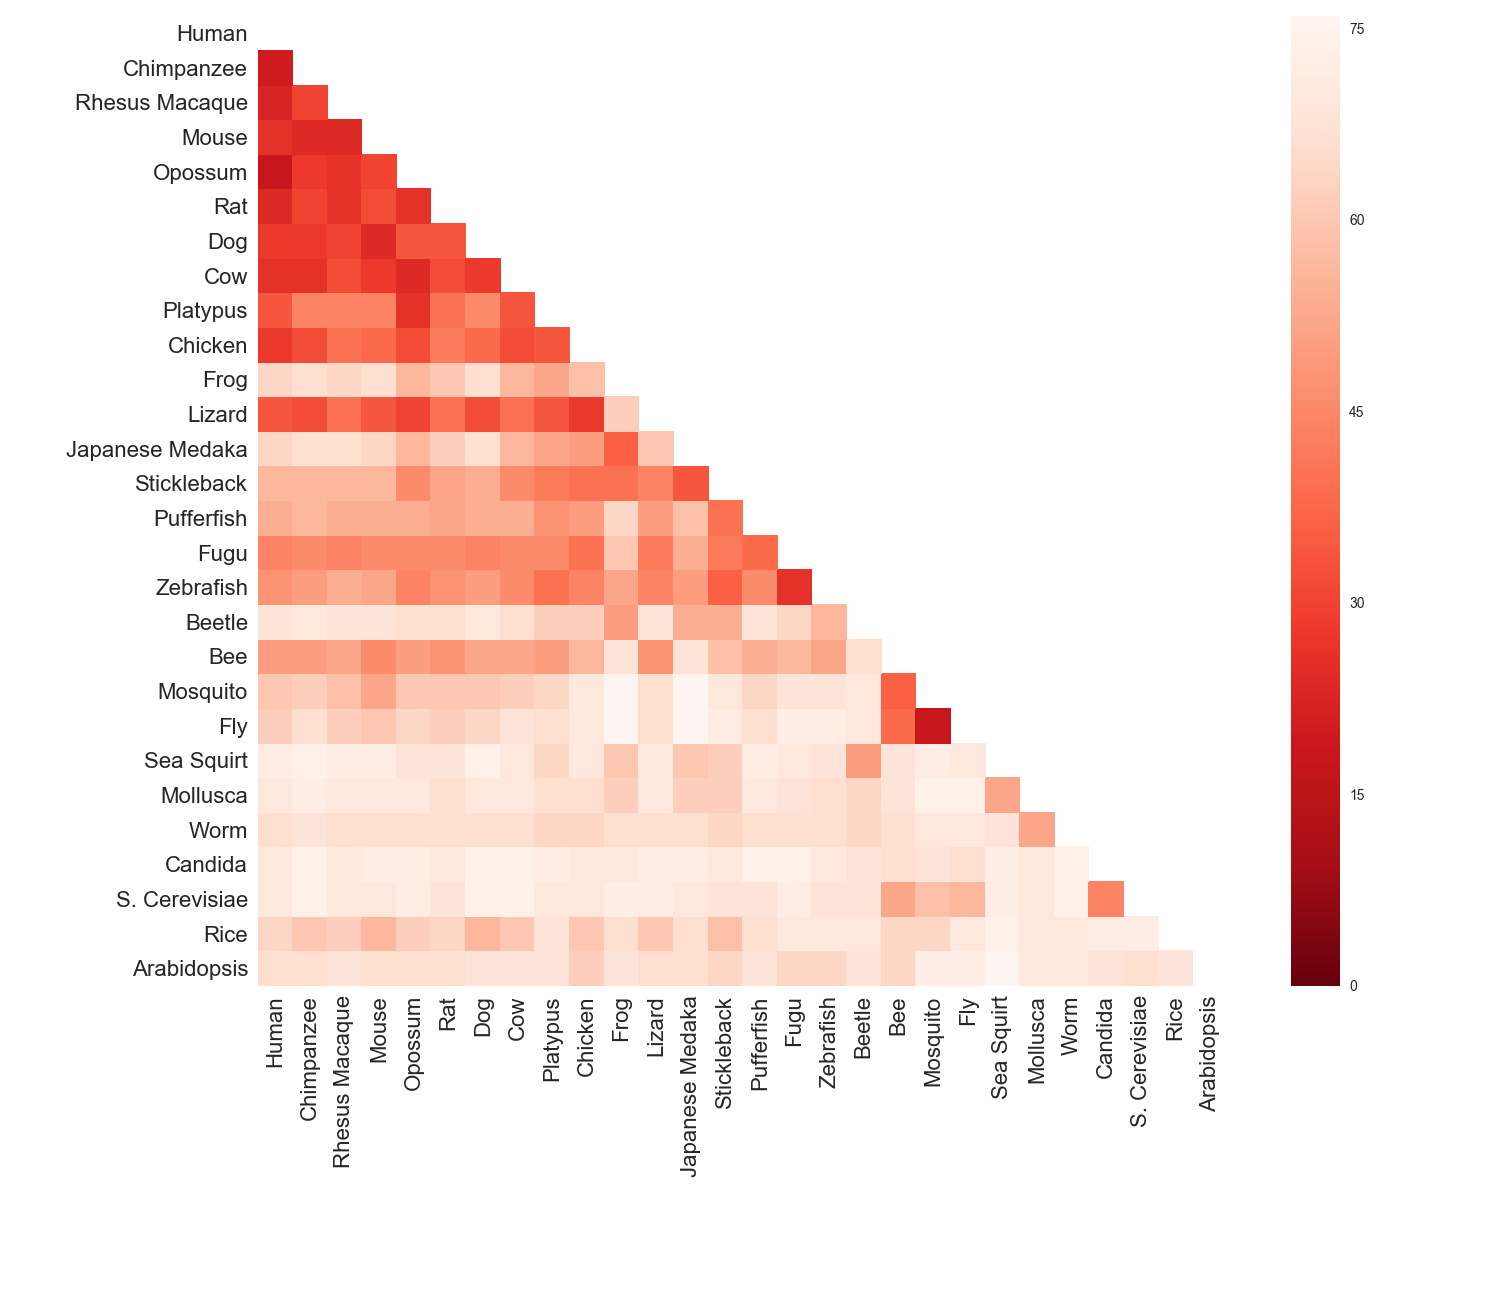 Human
Chimpanzee
Rhesus Macaque
Mouse
Opossum
Rat
Dog
Cow
Platypus
Chicken
Frog
Lizard
Japanese Medaka
Stickleback
Pufferfish
Fugu
Zebrafish
Beetle
Bee
Mosquito
Fly
Sea Squirt
Mollusca
Worm
Candida
S. Cerevisiae
Rice
Arabidopsis
Human
Chimpanzee
Rhesus Macaque
Mouse
Opossum
Rat
Dog
Cow
Platypus
Chicken
Frog
Lizard
Japanese Medaka
Stickleback
Pufferfish
Fugu
Zebrafish
Beetle
Bee
Mosquito
Fly
Sea Squirt
Mollusca
Worm
Candida
S. Cerevisiae
Rice
Arabidopsis
75
60
45
30
15
0